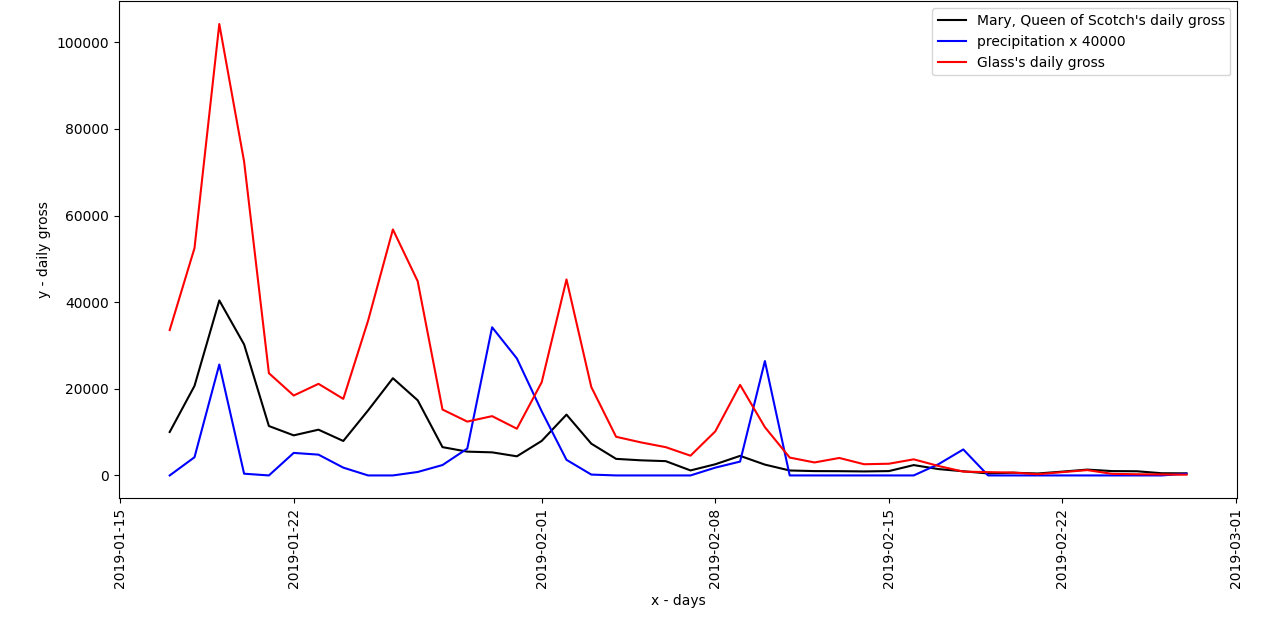 Mary, Queen of Scotch's daily gross
precipitation x 40000
Glass's daily gross
100000
80000
60000
40000
20000
0
y - daily gross
2019-01-15
2019-01-22
2019-02-01
2019-02-08
2019-02-15
2019-02-22
2019-03-01
x - days